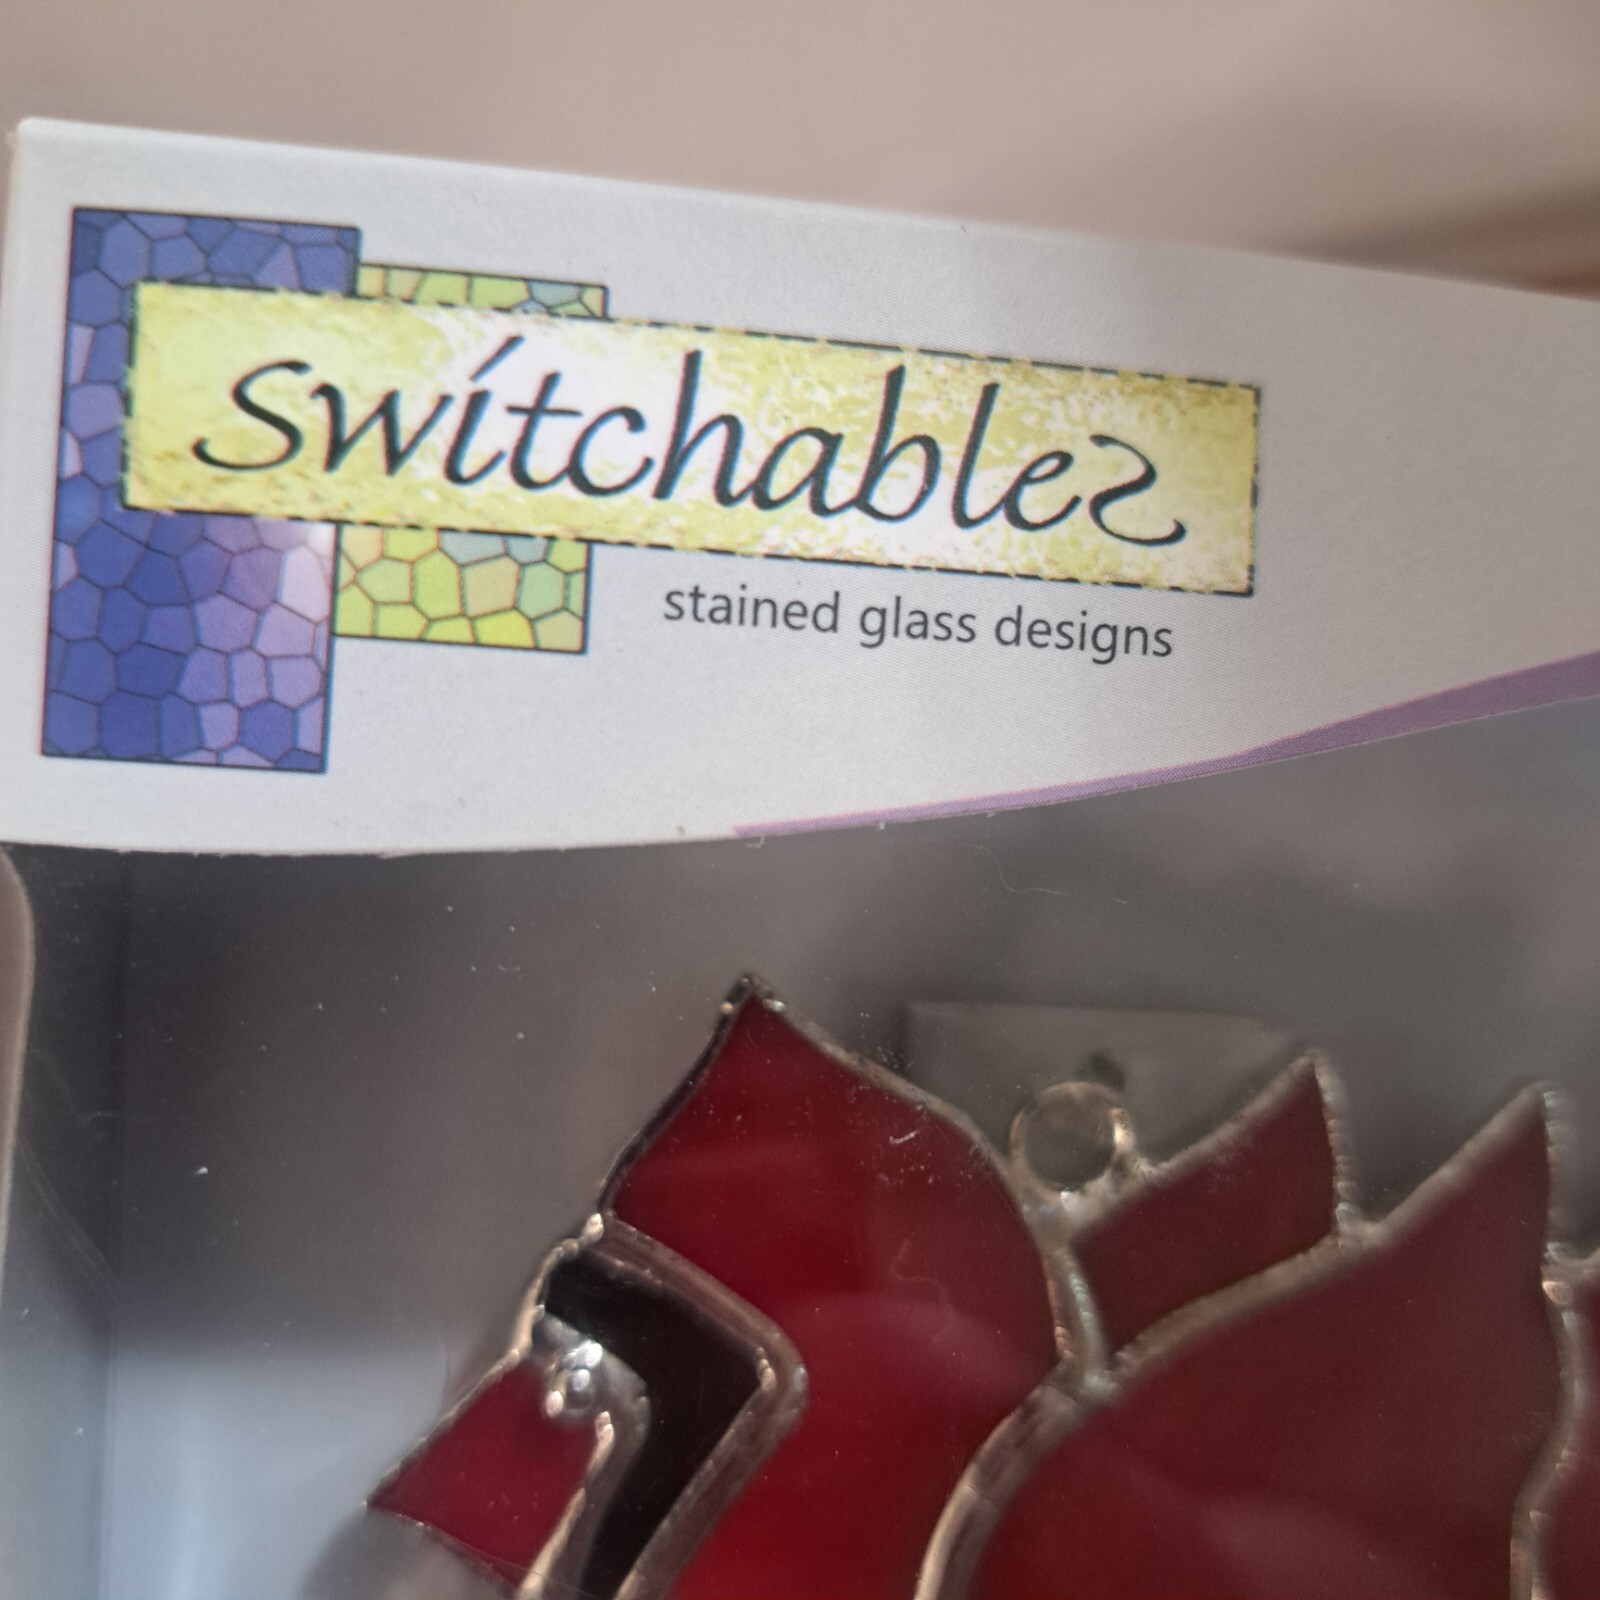 switchables
stained glass designs